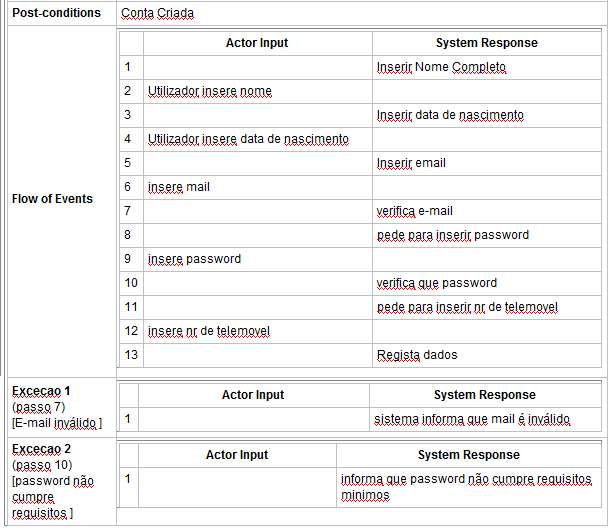 Post-conditions Conta Criada
Flow of Events
Actor Input System Response
1 Inserir Nome Completo
2 Utilizador insere nome
3 Inserir data de nascimento
4 Utilizador insere data de nascimento
5 Inserir email
6 insere mail
7 verifica e-mail
8 pede para inserir password
9 insere password
10 verifica que password
11 pede para inserir nr de telemovel
12 insere nr de telemovel
13 Regista dados
Excecao 1
(passo 7)
[E-mail inválido ]
Actor Input System Response
1 sistema informa que mail é inválido
Excecao 2
(passo 10)
[password não
cumpre
requisitos ]
Actor Input System Response
1 informa que password não cumpre requisitos
minimos